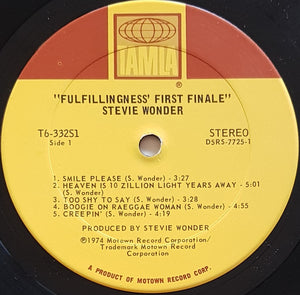 TAMLA
"FULFILLINGNESS' FIRST FINALE"
STEVIE WONDER
T6-332S1
STEREO
Side 1
DSRS-7725-1
1. SMILE PLEASE (S. Wonder) - 3:27
2. HEAVEN IS 10 ZILLION LIGHT YEARS AWAY - 5:01
(S. Wonder)
3. TOO SHY TO SAY (S. Wonder) - 3:28
4. BOOGIE ON RAEGGAE WOMAN (S. Wonder) - 4:55
5. CREEPIN' (S. Wonder) - 4:19
PRODUCED BY STEVIE WONDER
℗1974 Motown Record Corporation/
Trademark Motown Record
Corporation
A PRODUCT OF MOTOWN RECORD CORP.